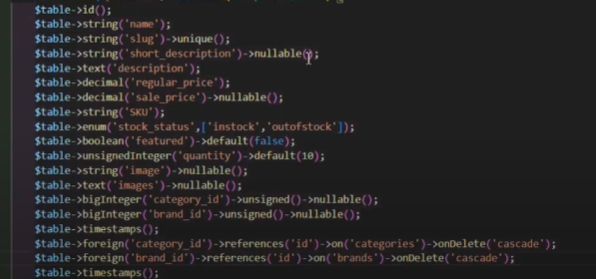 $table->id();
$table->string('name');
$table->string('slug')->unique();
$table->string('short_description')->nullable();
$table->text('description');
$table->decimal('regular_price');
$table->decimal('sale_price')->nullable();
$table->string('SKU');
$table->enum('stock_status',['instock','outofstock']);
$table->boolean('featured')->default(false);
$table->unsignedInteger('quantity')->default(10);
$table->string('image')->nullable();
$table->text('images')->nullable();
$table->bigInteger('category_id')->unsigned()->nullable();
$table->bigInteger('brand_id')->unsigned()->nullable();
$table->timestamps();
$table->foreign('category_id')->references('id')->on('categories')->onDelete('cascade');
$table->foreign('brand_id')->references('id')->on('brands')->onDelete('cascade');
$table->timestamps();